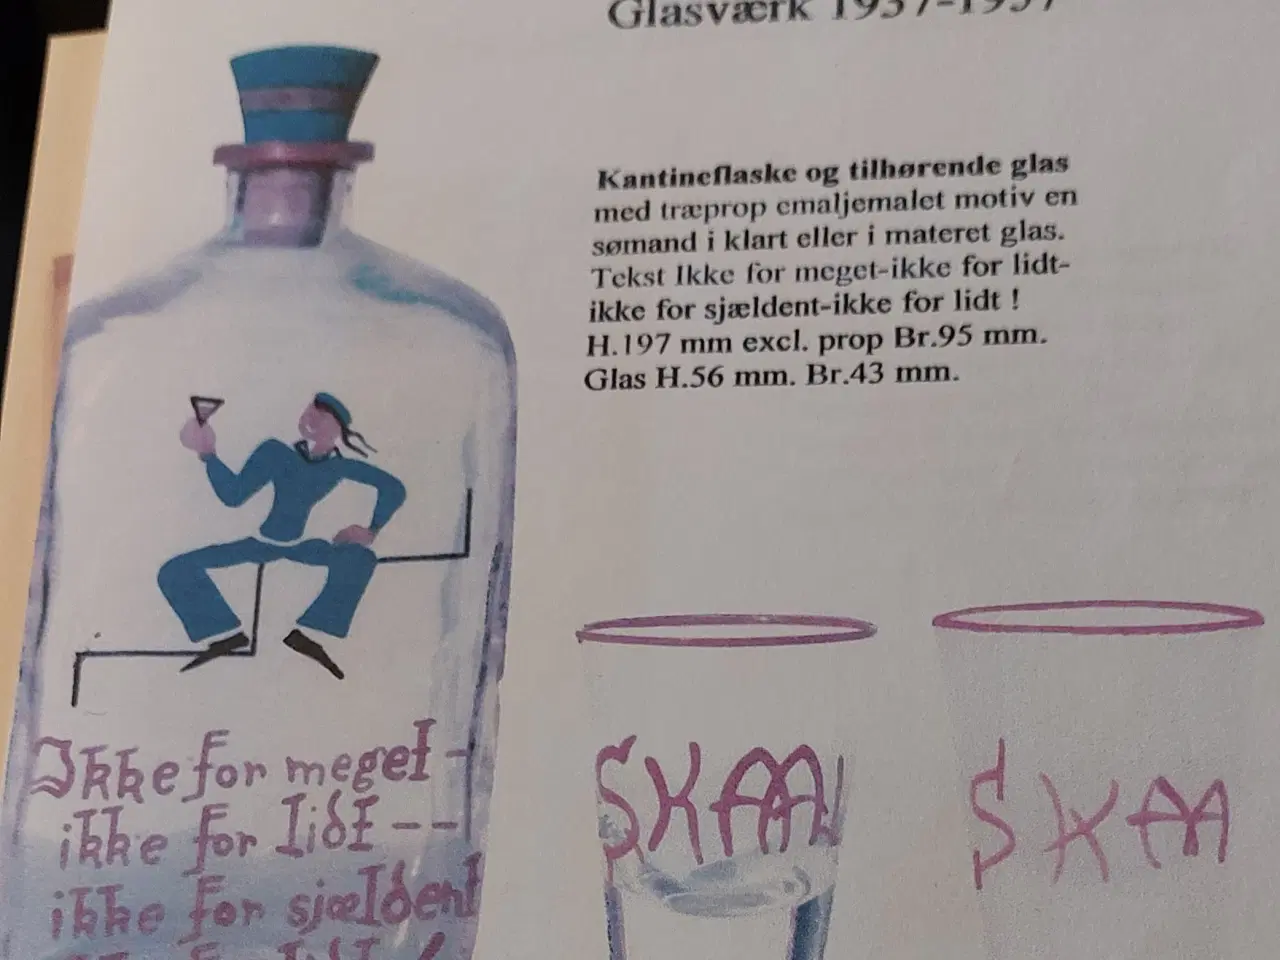 Glasværk 1937-1957
Kantineflaske og tilhørende glas
med træprop emaljemalet motiv en
sømand i klart eller i materet glas.
Tekst Ikke for meget-ikke for lidt-
ikke for sjældent-ikke for lidt !
H.197 mm excl. prop Br.95 mm.
Glas H.56 mm. Br.43 mm.
Ikke for meget -
ikke for lidt --
ikke for sjældent
SKAAL
SKAA